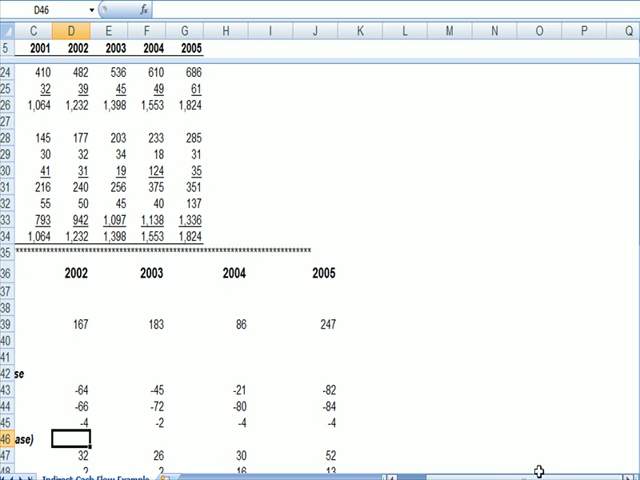 D46 fx
C D E F G H I J K L M N O P Q
5 2001 2002 2003 2004 2005
24 410 482 536 610 686
25 32 39 45 49 61
26 1,064 1,232 1,398 1,553 1,824
27
28 145 177 203 233 285
29 30 32 34 18 31
30 41 31 19 124 35
31 216 240 256 375 351
32 55 50 45 40 137
33 793 942 1,097 1,138 1,336
34 1,064 1,232 1,398 1,553 1,824
35
36 2002 2003 2004 2005
37
38
39 167 183 86 247
40
41
42 se
43 -64 -45 -21 -82
44 -66 -72 -80 -84
45 -4 -2 -4 -4
46 ase)
47 32 26 30 52
48 2 2 16 13
Indirect Cash Flow Example